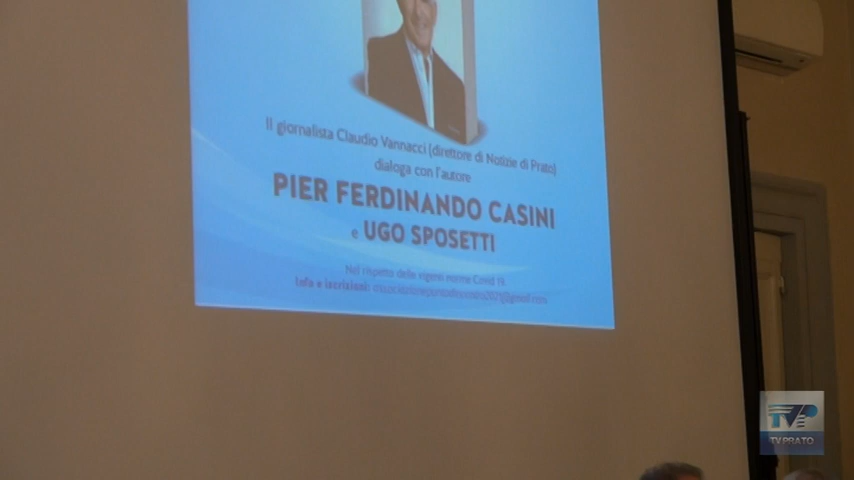 Il giornalista Claudio Vannacci (direttore di Notizie di Prato)
dialoga con l'autore
PIER FERDINANDO CASINI
e UGO SPOSETTI
Nel rispetto delle vigenti norme Covid 19.
Info e iscrizioni:
TVP
TV PRATO